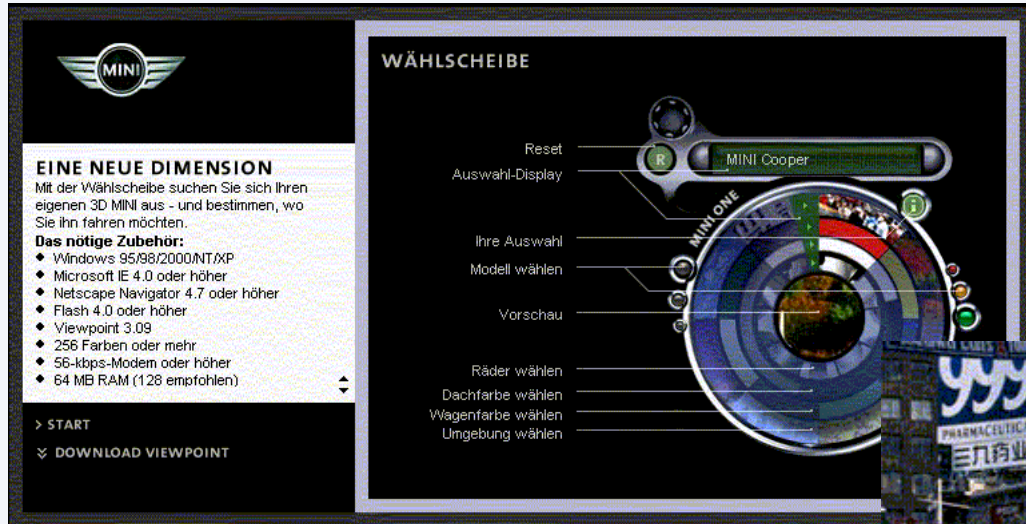 MINI
EINE NEUE DIMENSION
Mit der Wählscheibe suchen Sie sich Ihren
eigenen 3D MINI aus - und bestimmen, wo
Sie ihn fahren möchten.
Das nötige Zubehör:
Windows 95/98/2000/NT/XP
Microsoft IE 4.0 oder höher
Netscape Navigator 4.7 oder höher
Flash 4.0 oder höher
Viewpoint 3.09
256 Farben oder mehr
56-kbps-Modem oder höher
64 MB RAM (128 empfohlen)
> START
DOWNLOAD VIEWPOINT
WÄHLSCHEIBE
Reset
R
MINI Cooper
Auswahl-Display
MINI ONE
i
Ihre Auswahl
Modell wählen
Vorschau
Räder wählen
Dachfarbe wählen
Wagenfarbe wählen
Umgebung wählen
999
PHARMACEUTICA
三九商业